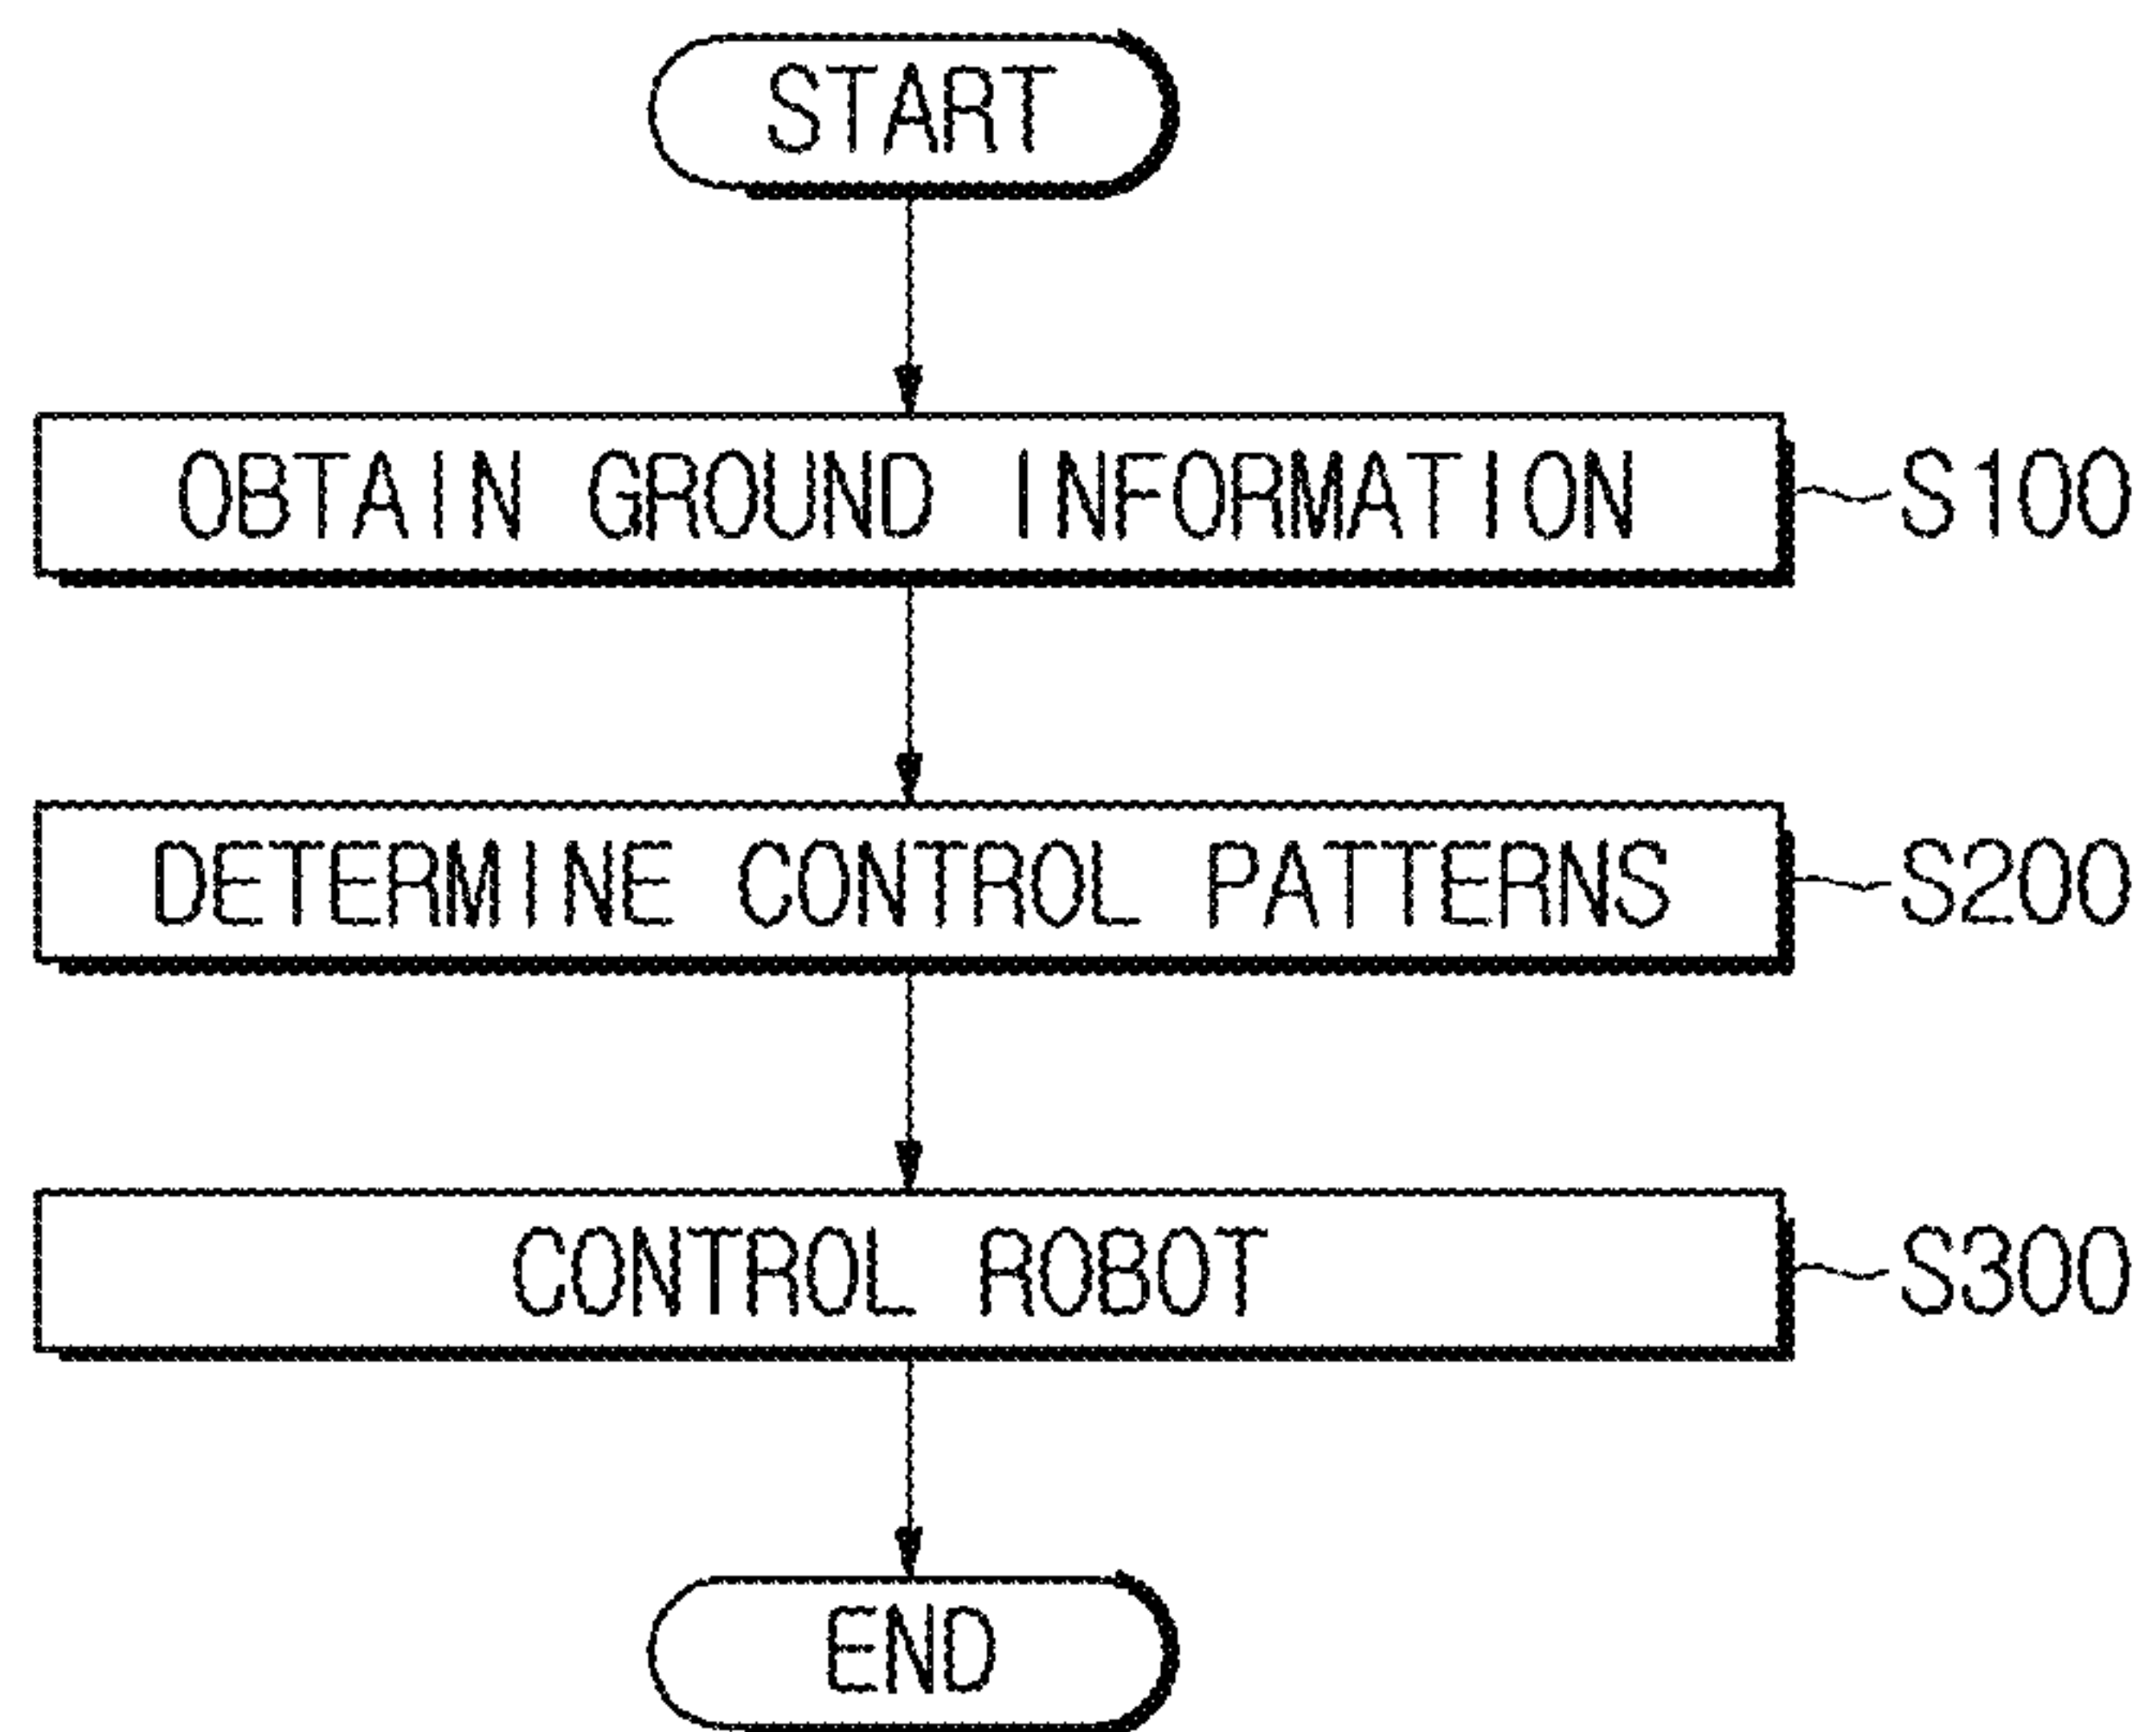 START
OBTAIN GROUND INFORMATION
S100
DETERMINE CONTROL PATTERNS
S200
CONTROL ROBOT
S300
END